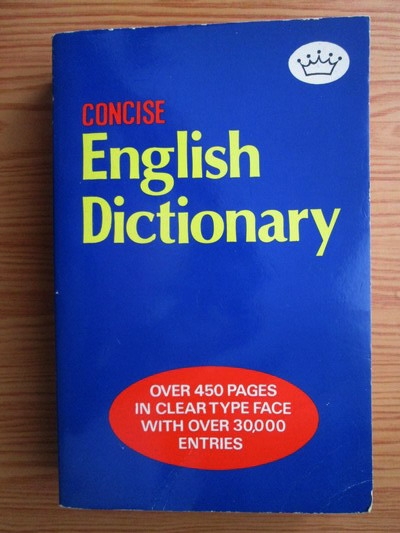 CONCISE
English
Dictionary
OVER 450 PAGES
IN CLEAR TYPE FACE
WITH OVER 30,000
ENTRIES